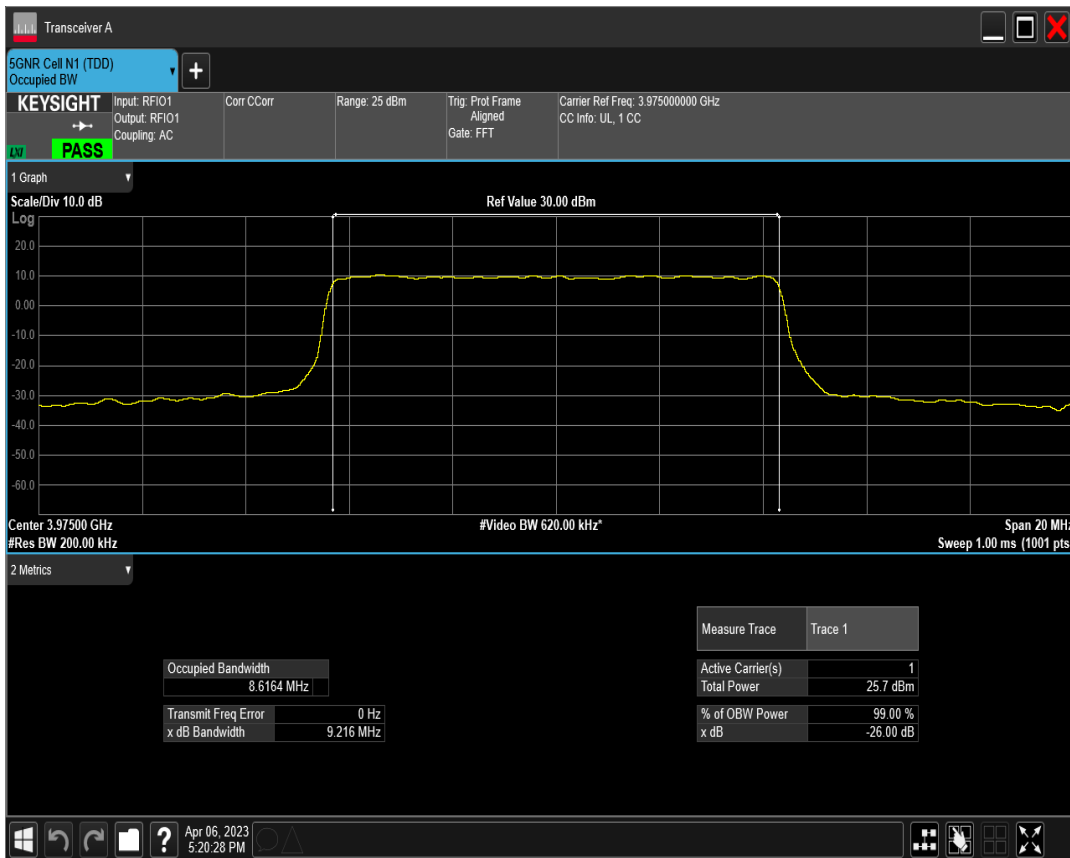 Transceiver A
5GNR Cell N1 (TDD)
Occupied BW
KEYSIGHT
LXI
PASS
Input: RFIO1
Output: RFIO1
Coupling: AC
Corr CCorr
Range: 25 dBm
Trig: Prot Frame
Aligned
Gate: FFT
Carrier Ref Freq: 3.975000000 GHz
CC Info: UL, 1 CC
1 Graph
Scale/Div 10.0 dB
Ref Value 30.00 dBm
Log
20.0
10.0
0.00
-10.0
-20.0
-30.0
-40.0
-50.0
-60.0
Center 3.97500 GHz
#Video BW 620.00 kHz*
Span 20 MHz
#Res BW 200.00 kHz
Sweep 1.00 ms (1001 pts
2 Metrics
Measure Trace Trace 1
Occupied Bandwidth
8.6164 MHz
Active Carrier(s) 1
Total Power 25.7 dBm
Transmit Freq Error 0 Hz
x dB Bandwidth 9.216 MHz
% of OBW Power 99.00 %
x dB -26.00 dB
Apr 06, 2023
5:20:28 PM